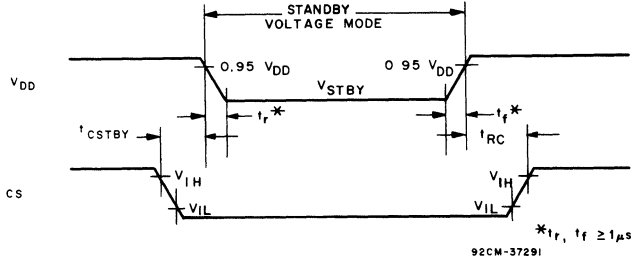 STANDBY
VOLTAGE MODE
0.95 VDD
0 95 VDD
VDD
VSTBY
tr*
tf*
tCSTBY
tRC
VIH
VIH
CS
VIL
VIL
*tr, tf ≥ 1μs
92CM-37291